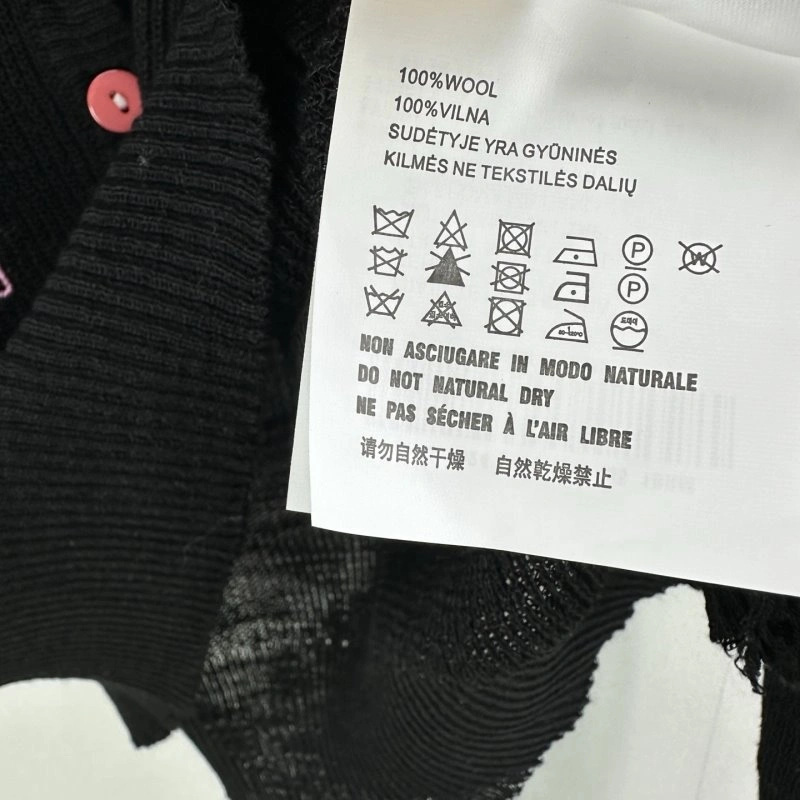 100%WOOL
100%VILNA
SUDĖTYJE YRA GYŪNINĖS
KILMĖS NE TEKSTILĖS DALIŲ
P W
P
NON ASCIUGARE IN MODO NATURALE
DO NOT NATURAL DRY
NE PAS SÉCHER À L'AIR LIBRE
请勿自然干燥 自然乾燥禁止